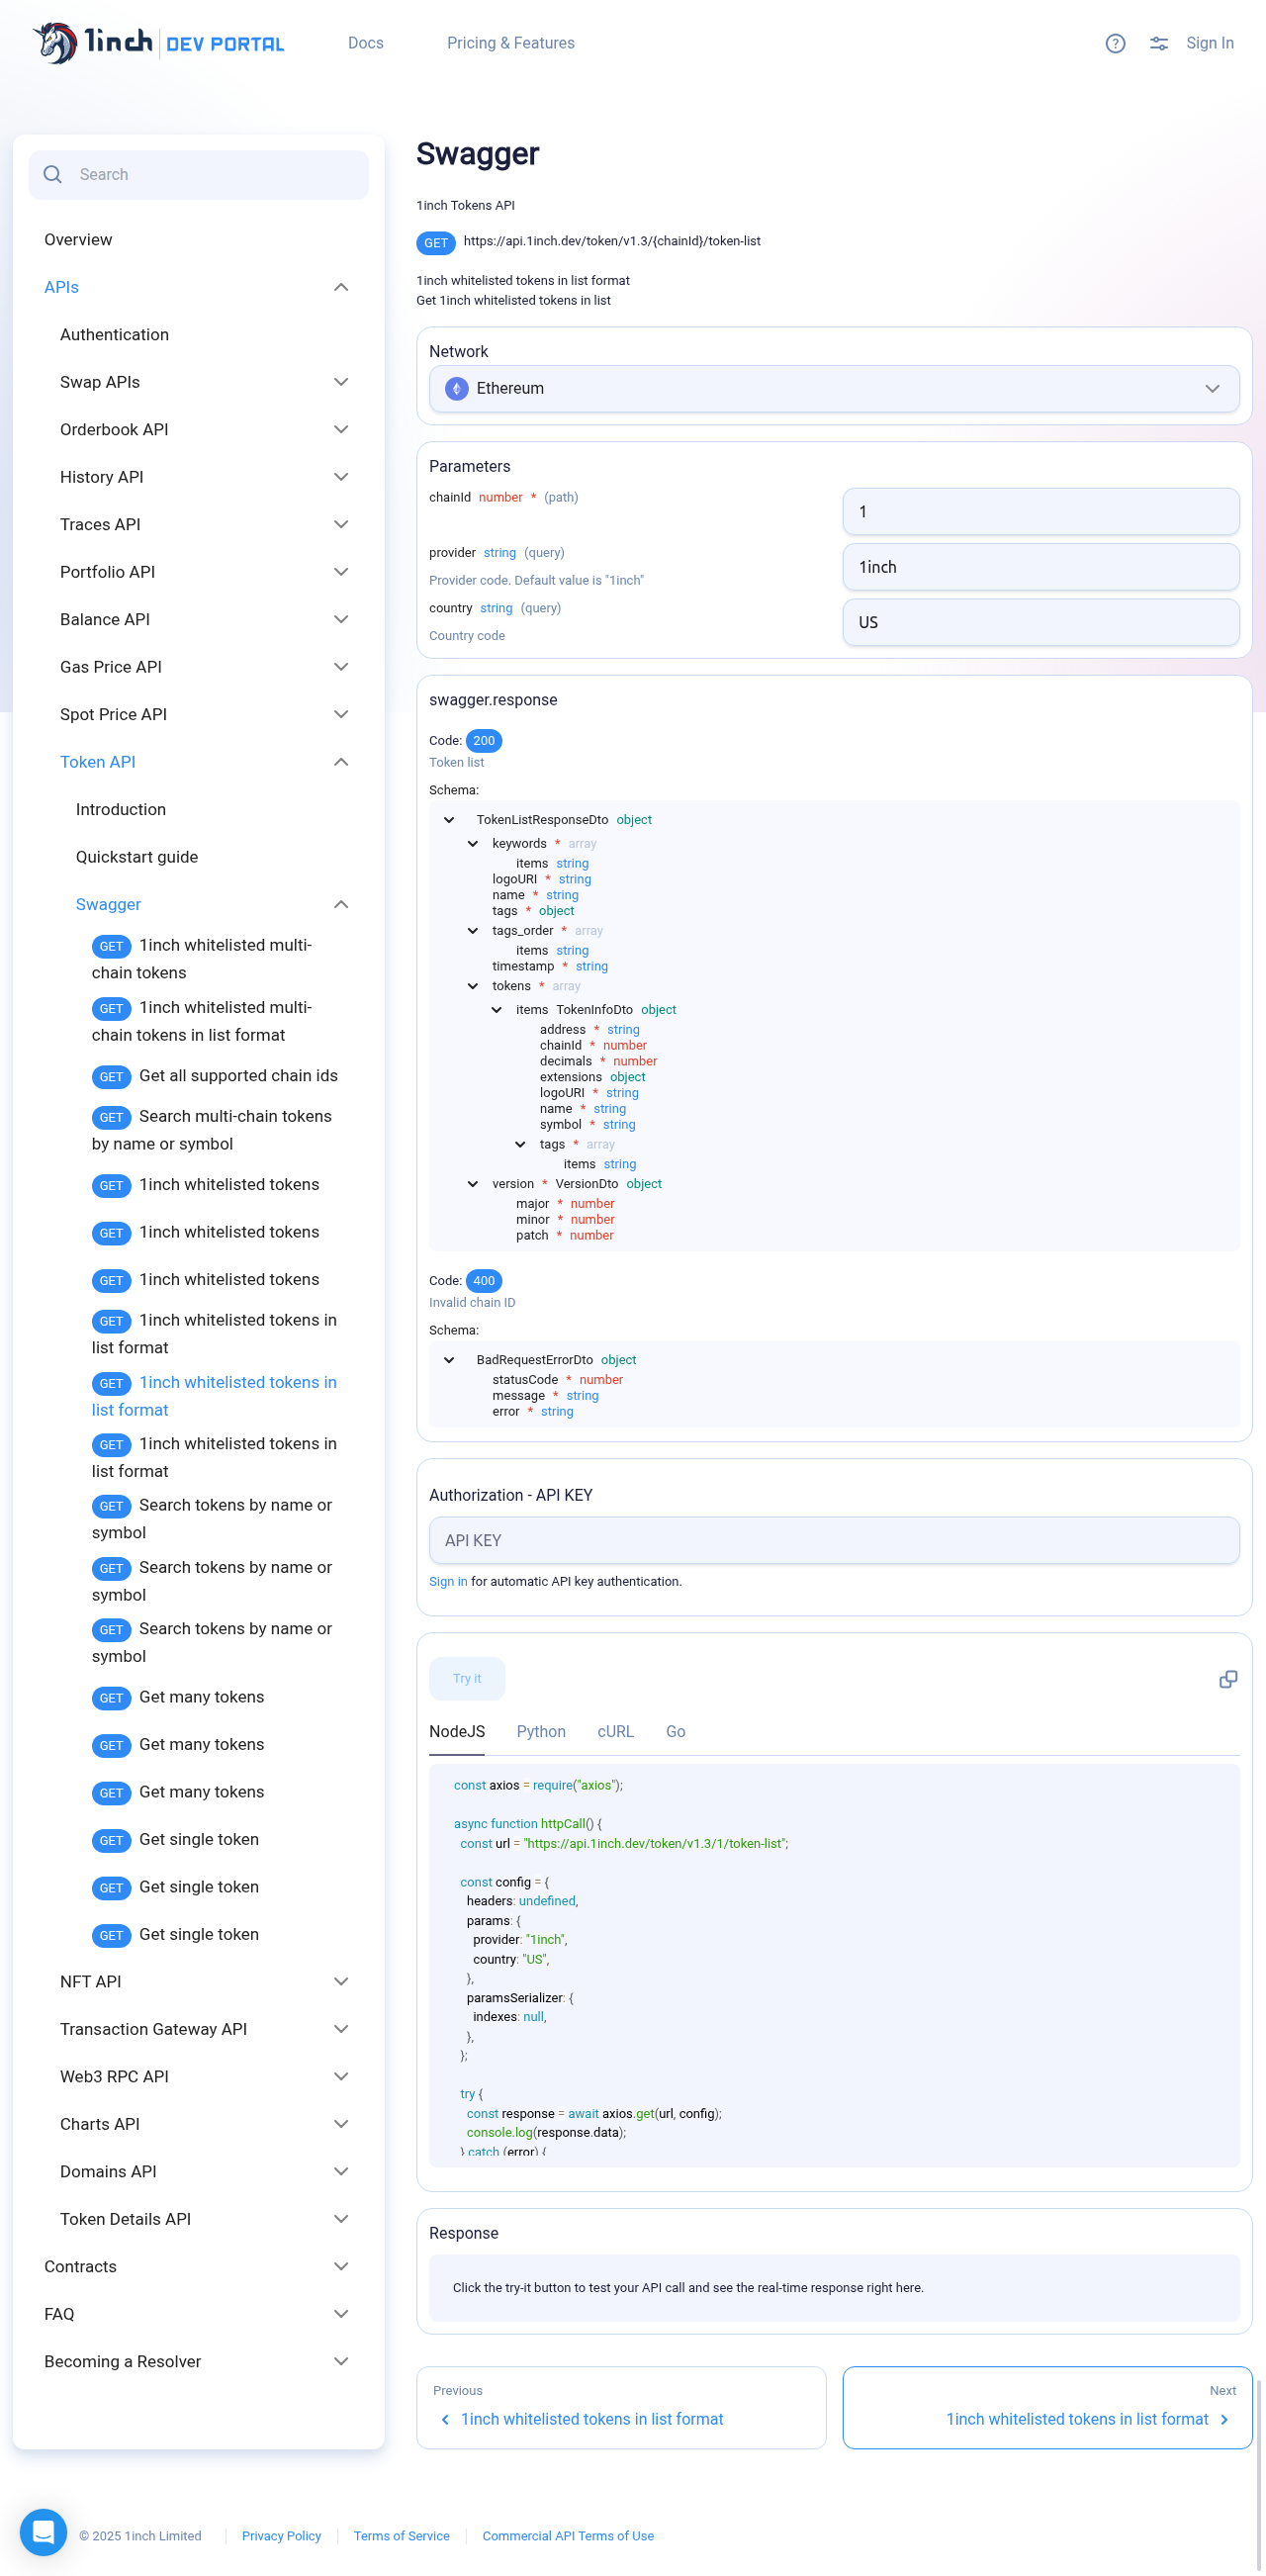 1inch DEV PORTAL
Docs
Pricing & Features
Sign In
Search
Overview
APIs
Authentication
Swap APIs
Orderbook API
History API
Traces API
Portfolio API
Balance API
Gas Price API
Spot Price API
Token API
Introduction
Quickstart guide
Swagger
GET 1inch whitelisted multi-
chain tokens
GET 1inch whitelisted multi-
chain tokens in list format
GET Get all supported chain ids
GET Search multi-chain tokens
by name or symbol
GET 1inch whitelisted tokens
GET 1inch whitelisted tokens
GET 1inch whitelisted tokens
GET 1inch whitelisted tokens in
list format
GET 1inch whitelisted tokens in
list format
GET 1inch whitelisted tokens in
list format
GET Search tokens by name or
symbol
GET Search tokens by name or
symbol
GET Search tokens by name or
symbol
GET Get many tokens
GET Get many tokens
GET Get many tokens
GET Get single token
GET Get single token
GET Get single token
NFT API
Transaction Gateway API
Web3 RPC API
Charts API
Domains API
Token Details API
Contracts
FAQ
Becoming a Resolver
Swagger
1inch Tokens API
GET https://api.1inch.dev/token/v1.3/{chainId}/token-list
1inch whitelisted tokens in list format
Get 1inch whitelisted tokens in list
Network
Ethereum
Parameters
chainId number * (path)
1
provider string (query)
Provider code. Default value is "1inch"
1inch
country string (query)
Country code
US
swagger.response
Code: 200
Token list
Schema:
TokenListResponseDto object
keywords * array
items string
logoURI * string
name * string
tags * object
tags_order * array
items string
timestamp * string
tokens * array
items TokenInfoDto object
address * string
chainId * number
decimals * number
extensions object
logoURI * string
name * string
symbol * string
tags * array
items string
version * VersionDto object
major * number
minor * number
patch * number
Code: 400
Invalid chain ID
Schema:
BadRequestErrorDto object
statusCode * number
message * string
error * string
Authorization - API KEY
API KEY
Sign in for automatic API key authentication.
Try it
NodeJS Python cURL Go
const axios = require("axios");
async function httpCall() {
const url = "https://api.1inch.dev/token/v1.3/1/token-list";
const config = {
headers: undefined,
params: {
provider: "1inch",
country: "US",
},
paramsSerializer: {
indexes: null,
},
};
try {
const response = await axios.get(url, config);
console.log(response.data);
} catch (error) {
Response
Click the try-it button to test your API call and see the real-time response right here.
Previous
1inch whitelisted tokens in list format
Next
1inch whitelisted tokens in list format
© 2025 1inch Limited
Privacy Policy
Terms of Service
Commercial API Terms of Use